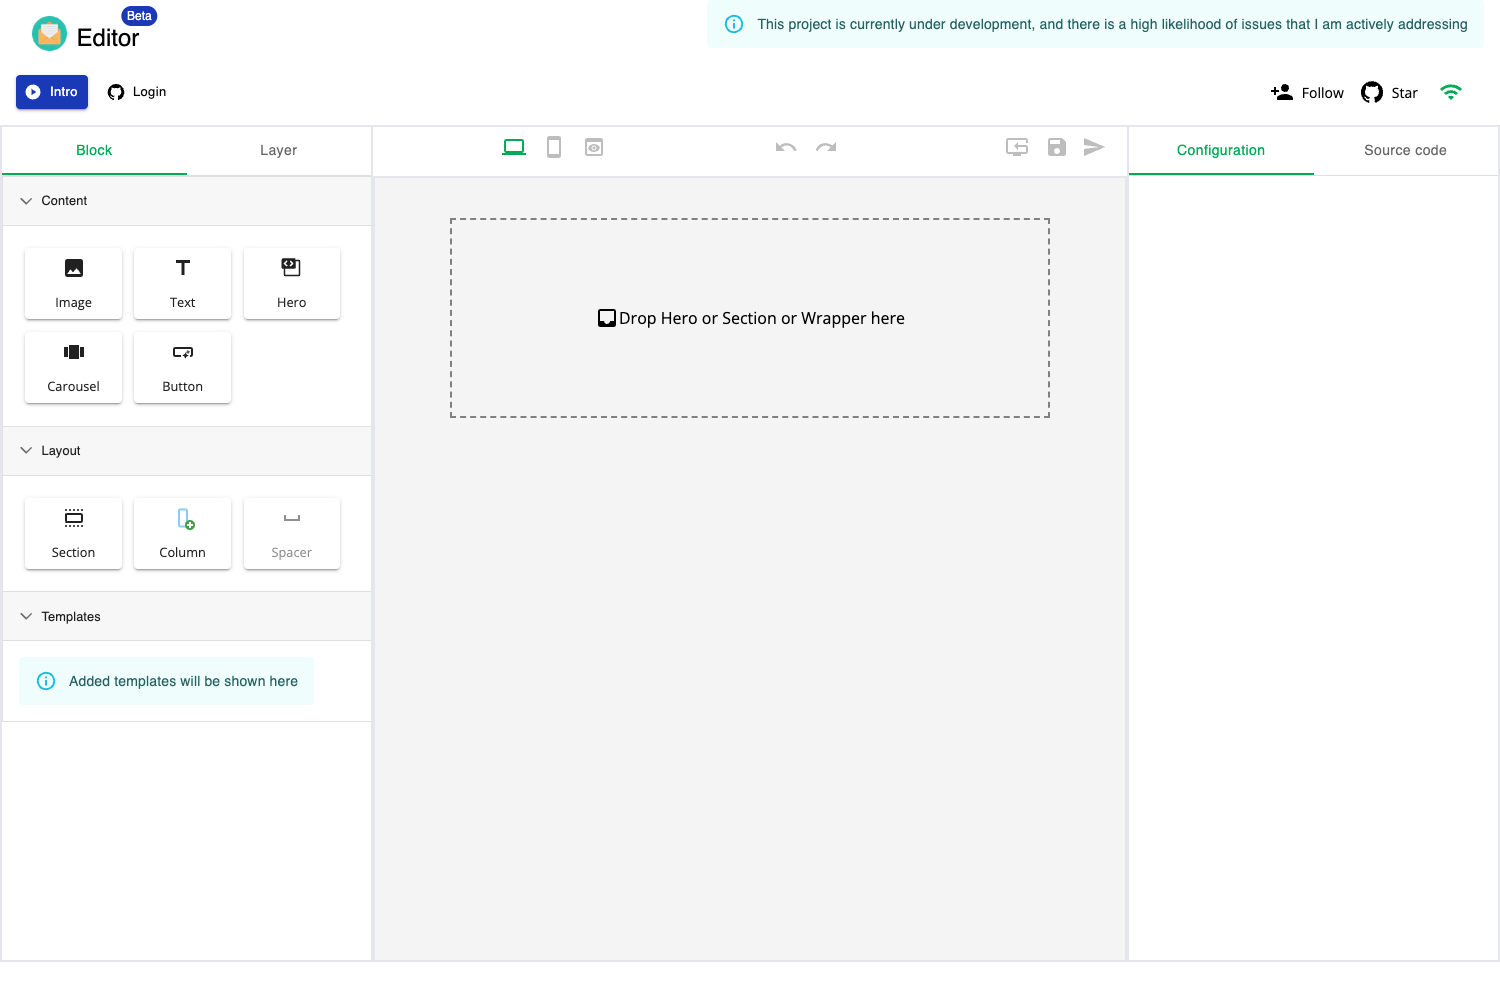 Beta
Editor
This project is currently under development, and there is a high likelihood of issues that I am actively addressing
Intro
Login
Follow
Star
Block
Layer
Configuration
Source code
Content
Image
Text
Hero
Carousel
Button
Drop Hero or Section or Wrapper here
Layout
Section
Column
Spacer
Templates
Added templates will be shown here